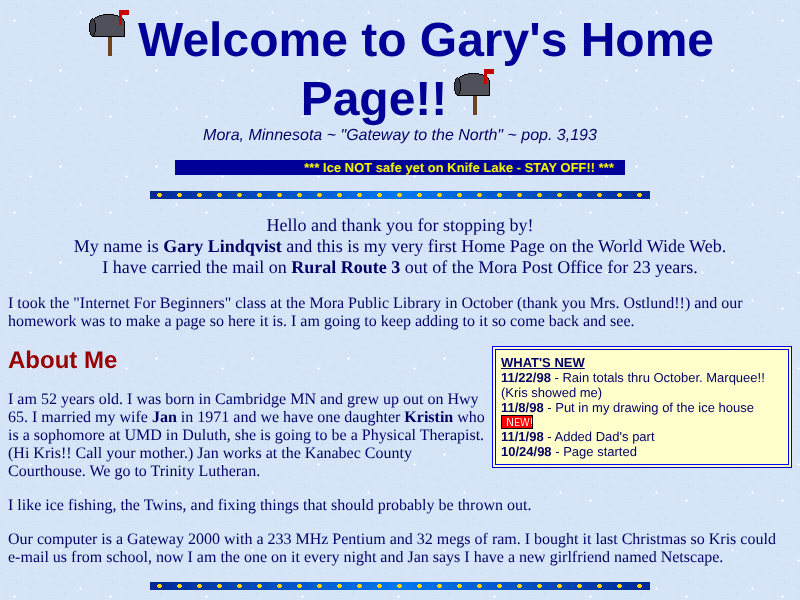 Welcome to Gary's Home
Page!!
Mora, Minnesota ~ "Gateway to the North" ~ pop. 3,193
*** Ice NOT safe yet on Knife Lake - STAY OFF!! ***
Hello and thank you for stopping by!
My name is Gary Lindqvist and this is my very first Home Page on the World Wide Web.
I have carried the mail on Rural Route 3 out of the Mora Post Office for 23 years.
I took the "Internet For Beginners" class at the Mora Public Library in October (thank you Mrs. Ostlund!!) and our
homework was to make a page so here it is. I am going to keep adding to it so come back and see.
About Me
I am 52 years old. I was born in Cambridge MN and grew up out on Hwy
65. I married my wife Jan in 1971 and we have one daughter Kristin who
is a sophomore at UMD in Duluth, she is going to be a Physical Therapist.
(Hi Kris!! Call your mother.) Jan works at the Kanabec County
Courthouse. We go to Trinity Lutheran.
WHAT'S NEW
11/22/98 - Rain totals thru October. Marquee!!
(Kris showed me)
11/8/98 - Put in my drawing of the ice house
NEW!
11/1/98 - Added Dad's part
10/24/98 - Page started
I like ice fishing, the Twins, and fixing things that should probably be thrown out.
Our computer is a Gateway 2000 with a 233 MHz Pentium and 32 megs of ram. I bought it last Christmas so Kris could
e-mail us from school, now I am the one on it every night and Jan says I have a new girlfriend named Netscape.